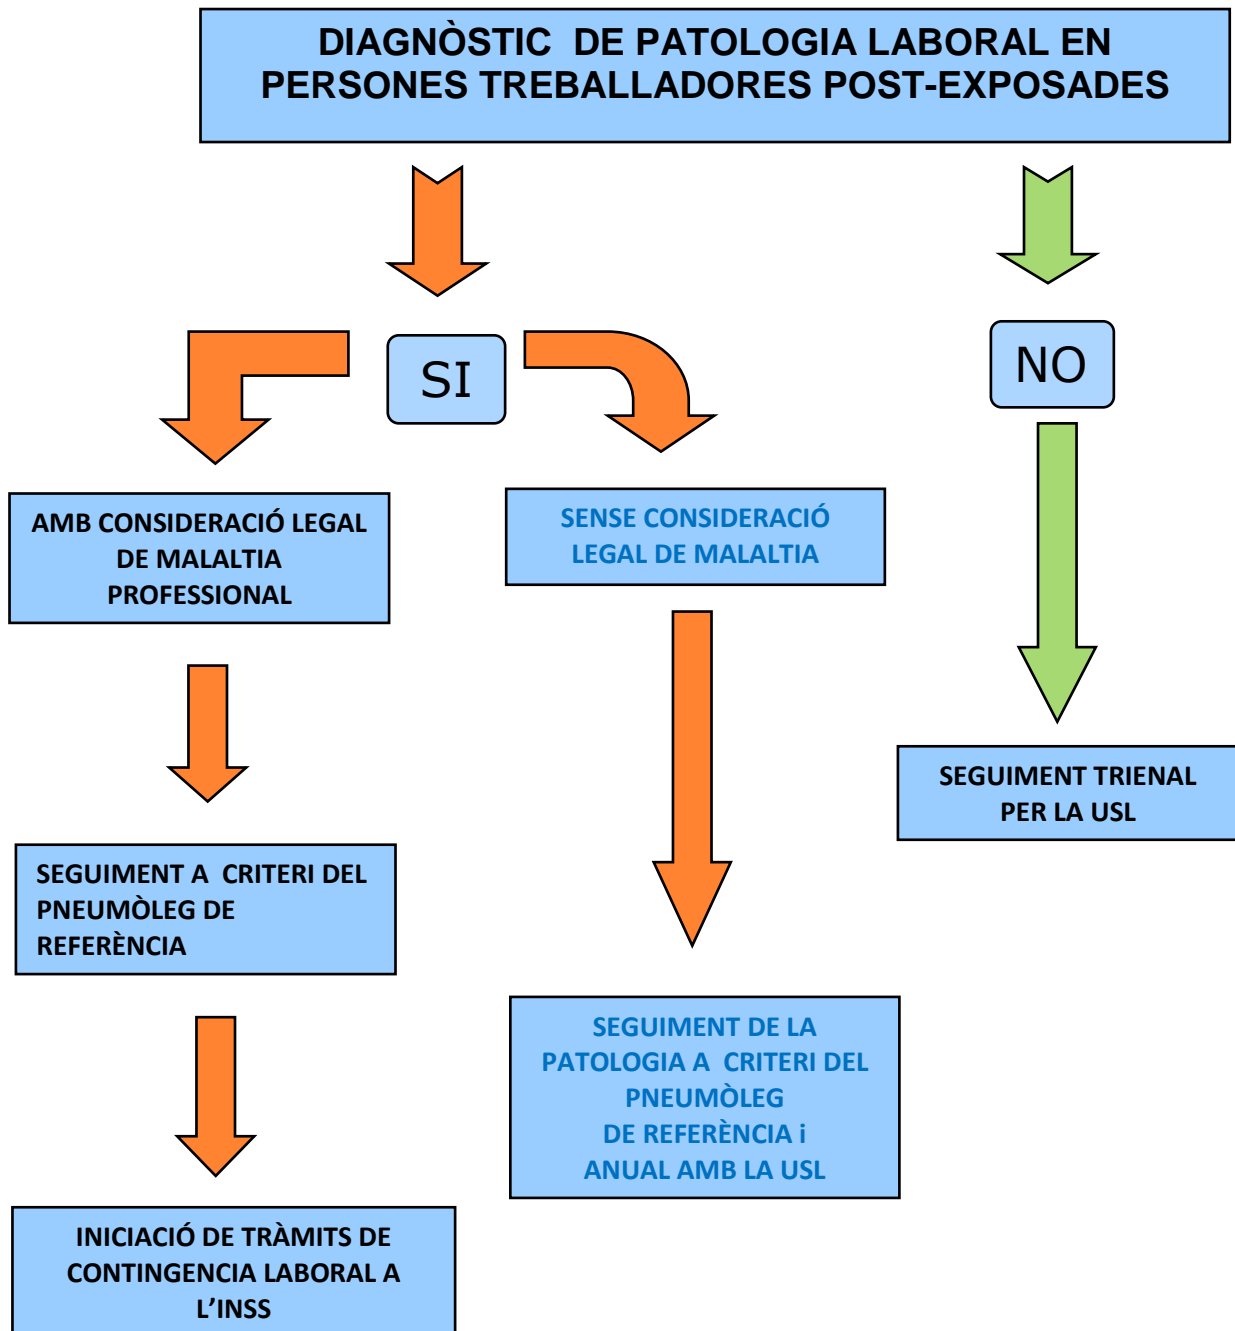 DIAGNÒSTIC DE PATOLOGIA LABORAL EN
PERSONES TREBALLADORES POST-EXPOSADES
SI
NO
AMB CONSIDERACIÓ LEGAL
DE MALALTIA
PROFESSIONAL
SENSE CONSIDERACIÓ
LEGAL DE MALALTIA
SEGUIMENT TRIENAL
PER LA USL
SEGUIMENT A CRITERI DEL
PNEUMÒLEG DE
REFERÈNCIA
SEGUIMENT DE LA
PATOLOGIA A CRITERI DEL
PNEUMÒLEG
DE REFERÈNCIA i
ANUAL AMB LA USL
INICIACIÓ DE TRÀMITS DE
CONTINGENCIA LABORAL A
L’INSS